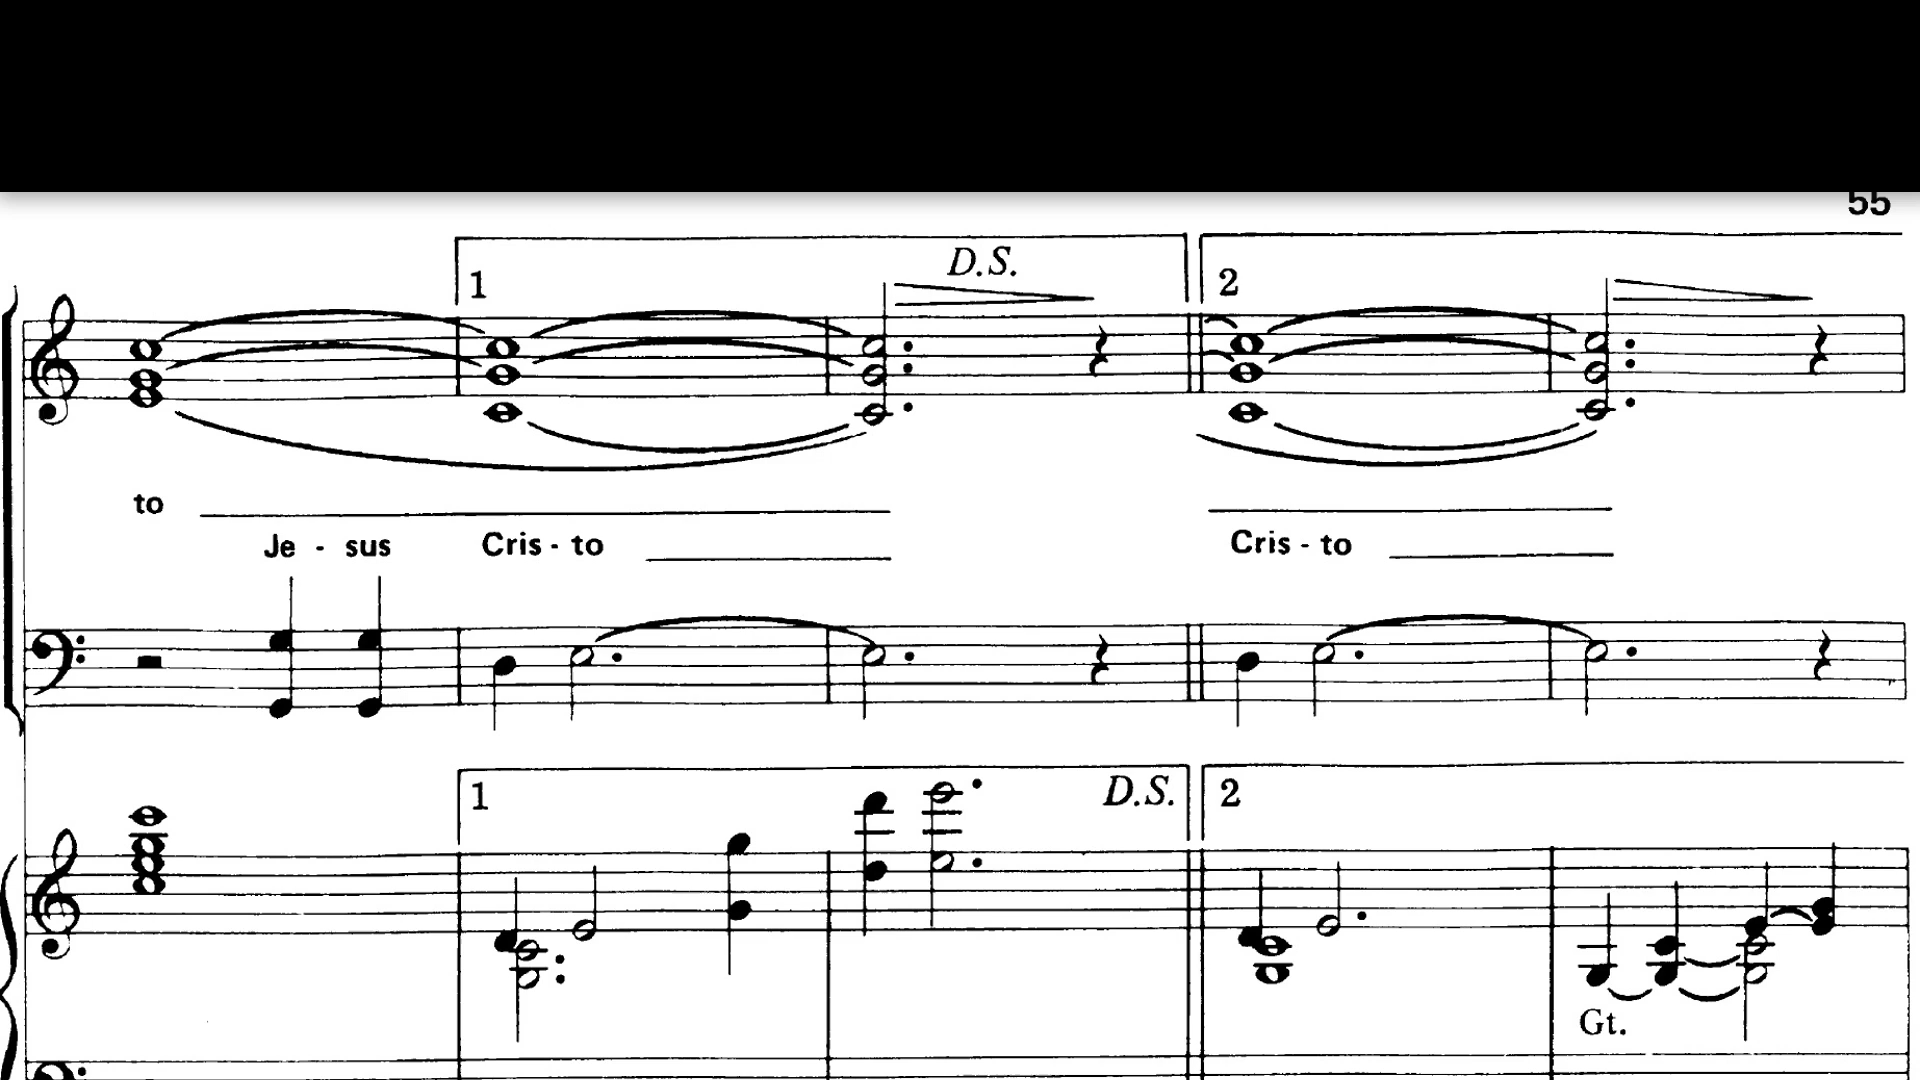 55
1 D.S. 2
to
Je - sus Cris - to Cris - to
1 D.S. 2
Gt.